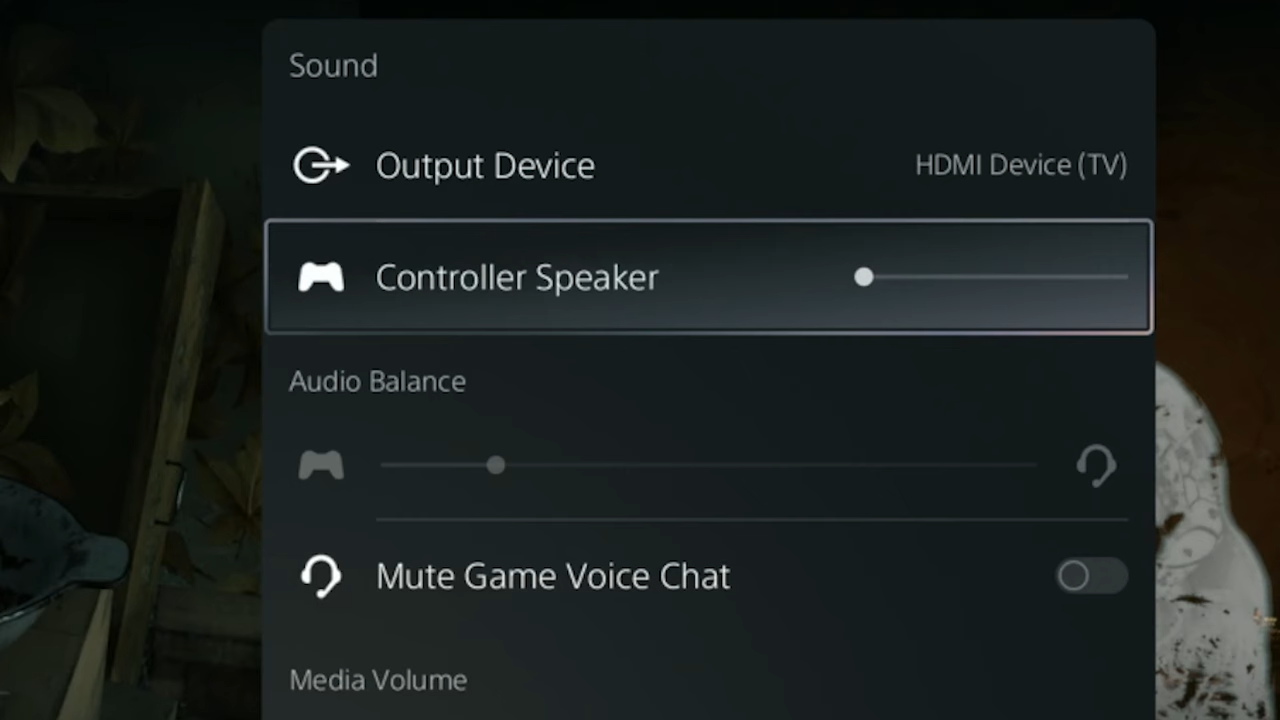 Sound
Output Device HDMI Device (TV)
Controller Speaker
Audio Balance
Mute Game Voice Chat
Media Volume